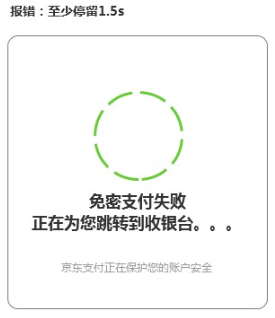 报错：至少停留1.5s
免密支付失败
正在为您跳转到收银台。。。
京东支付正在保护您的账户安全